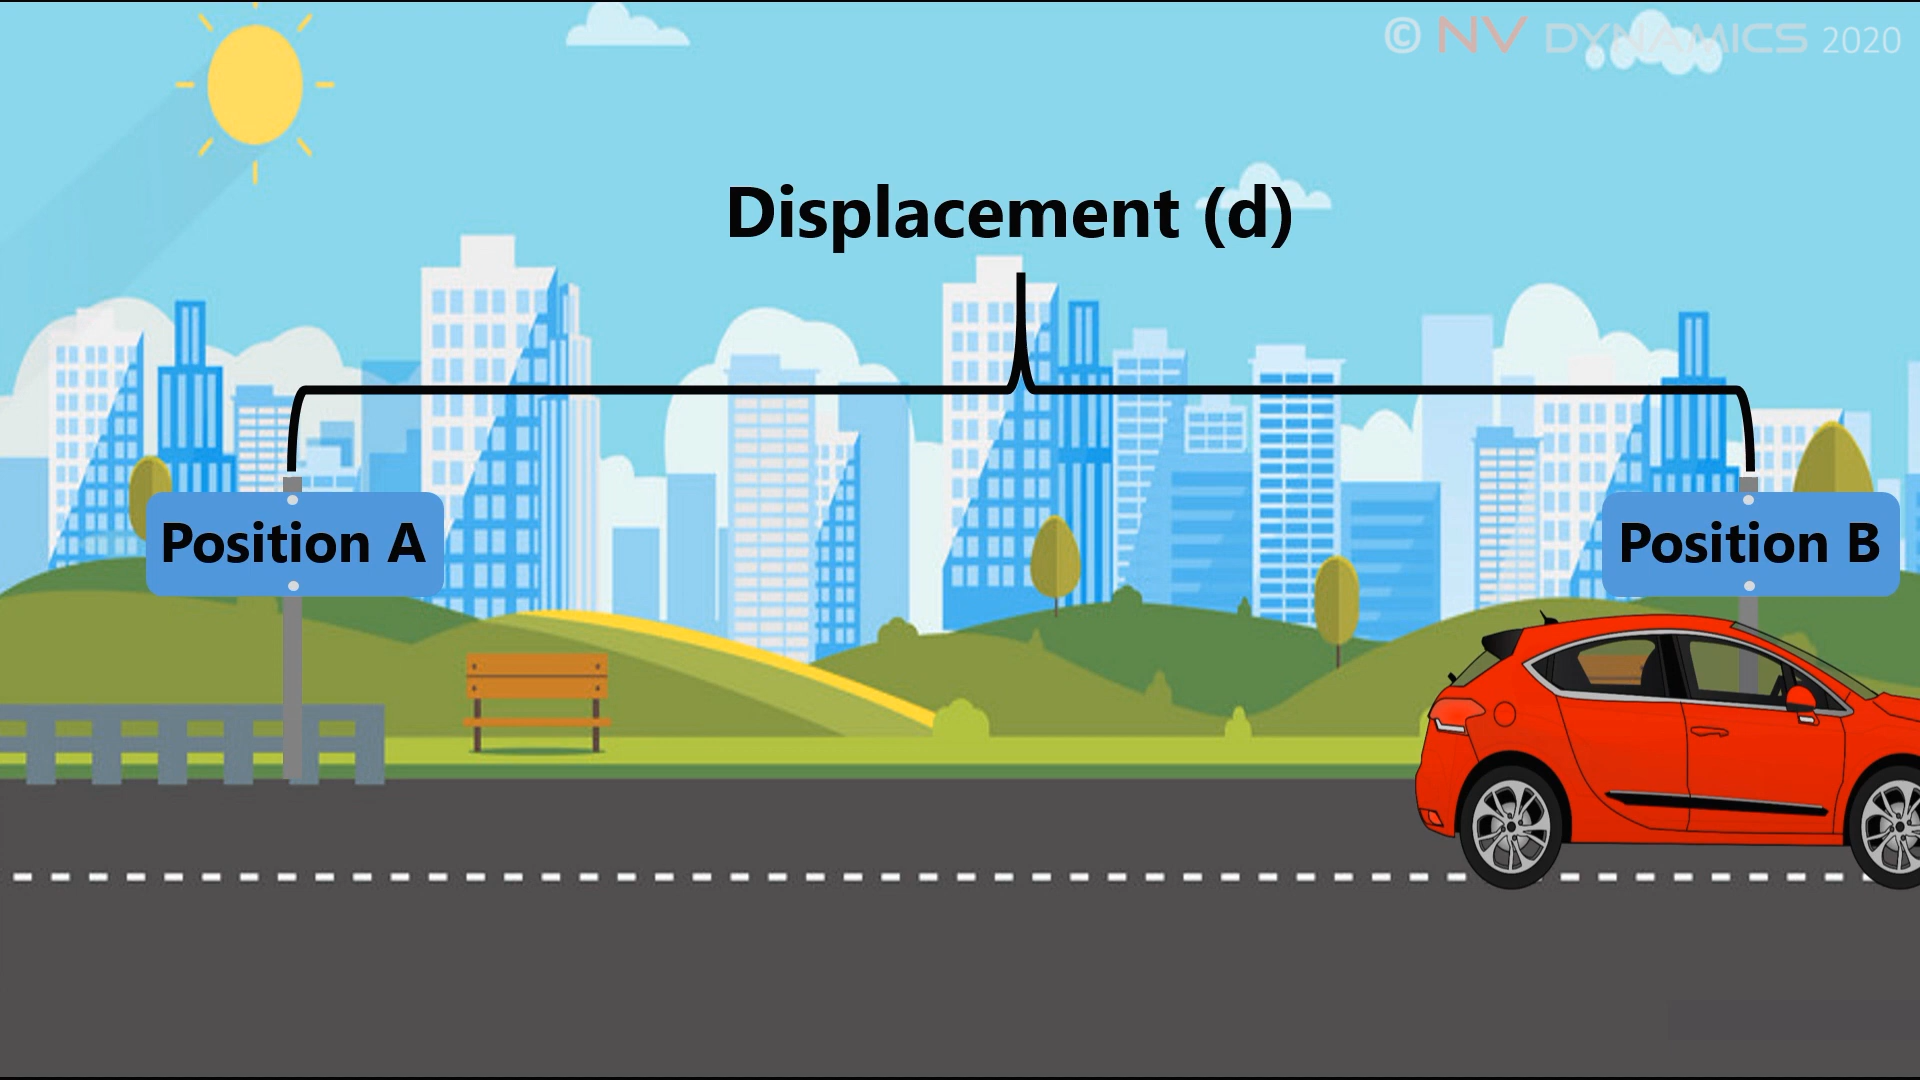 © NV DYNAMICS 2020
Displacement (d)
Position A
Position B